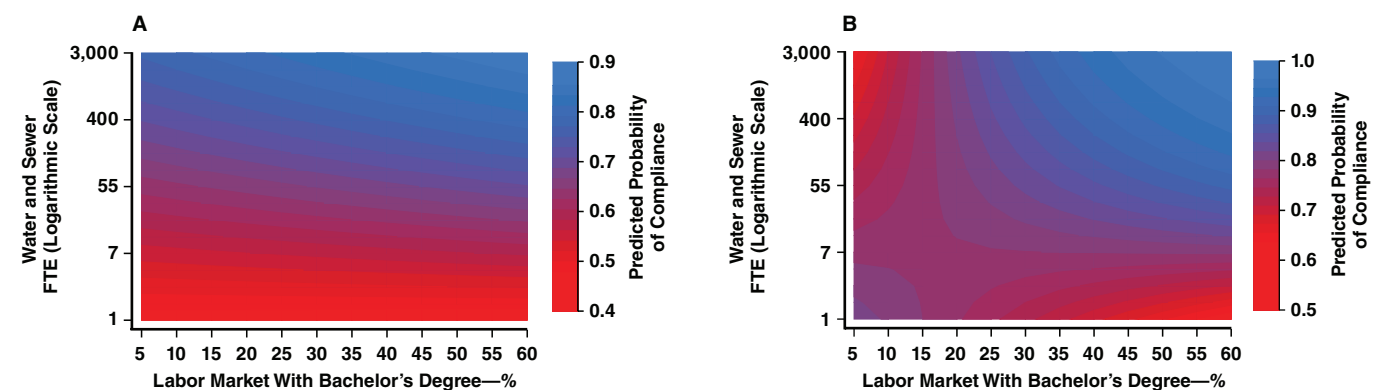 A
3,000
400
55
7
1
Water and Sewer
FTE (Logarithmic Scale)
5 10 15 20 25 30 35 40 45 50 55 60
Labor Market With Bachelor's Degree—%
0.9
0.8
0.7
0.6
0.5
0.4
Predicted Probability
of Compliance
B
3,000
400
55
7
1
Water and Sewer
FTE (Logarithmic Scale)
5 10 15 20 25 30 35 40 45 50 55 60
Labor Market With Bachelor's Degree—%
1.0
0.9
0.8
0.7
0.6
0.5
Predicted Probability
of Compliance